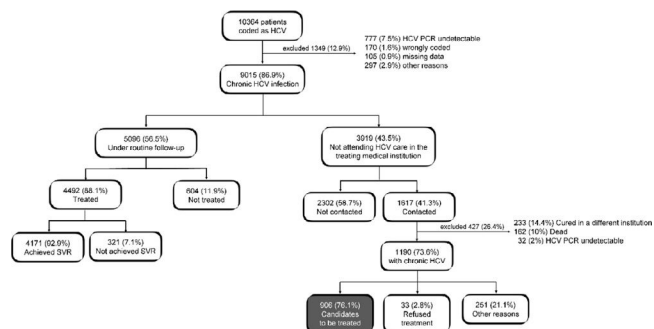 10364 patients
coded as HCV
excluded 1349 (12.9%)
777 (7.5%) HCV PCR undetectable
170 (1.6%) wrongly coded
105 (0.9%) missing data
297 (2.9%) other reasons
9015 (86.9%)
Chronic HCV infection
5096 (56.5%)
Under routine follow-up
3919 (43.5%)
Not attending HCV care in the
treating medical institution
4492 (88.1%)
Treated
604 (11.9%)
Not treated
2302 (58.7%)
Not contacted
1617 (41.3%)
Contacted
4171 (92.9%)
Achieved SVR
321 (7.1%)
Not achieved SVR
excluded 427 (26.4%)
233 (14.4%) Cured in a different institution
162 (10%) Dead
32 (2%) HCV PCR undetectable
1190 (73.6%)
with chronic HCV
906 (76.1%)
Candidates
to be treated
33 (2.8%)
Refused
treatment
251 (21.1%)
Other reasons